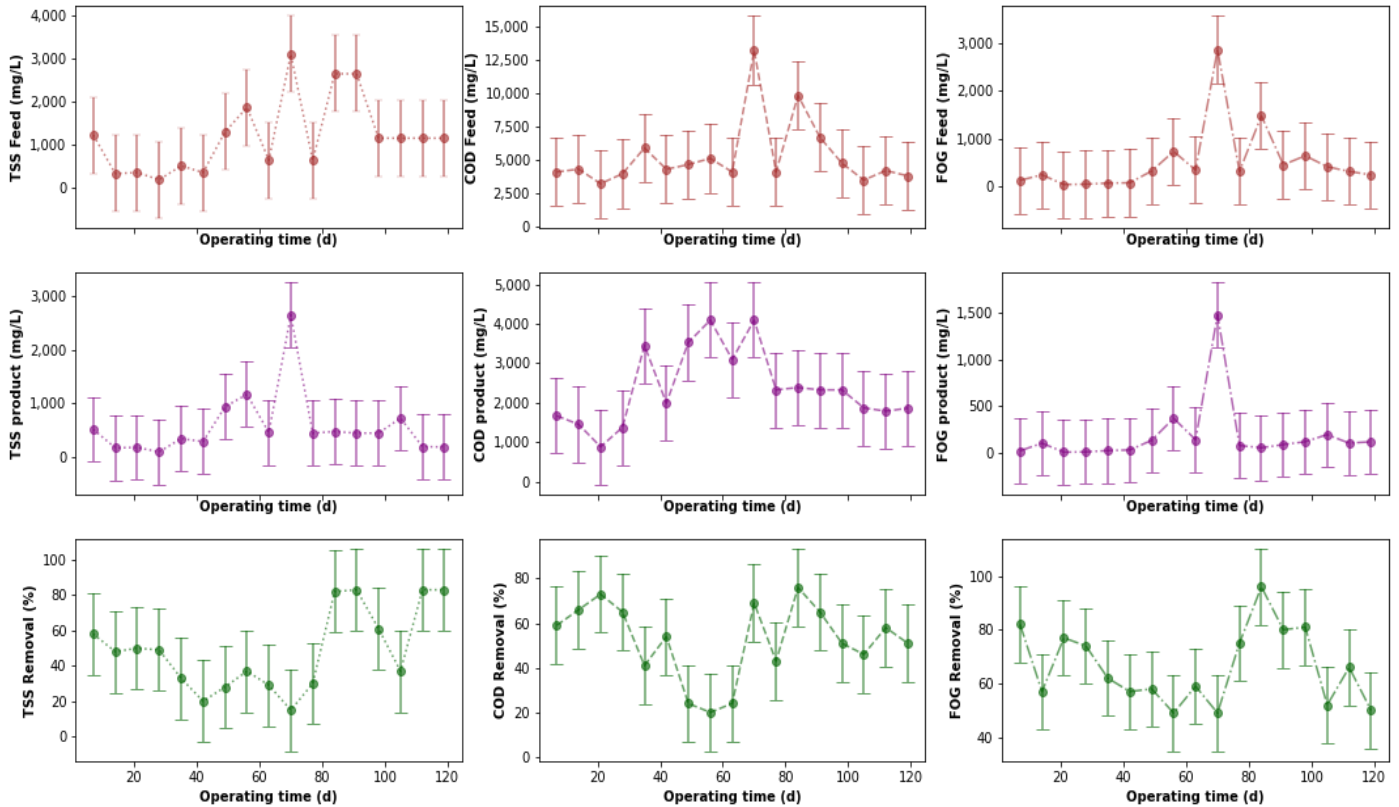 TSS Feed (mg/L)
4,000
3,000
2,000
1,000
0
Operating time (d)
COD Feed (mg/L)
15,000
12,500
10,000
7,500
5,000
2,500
0
Operating time (d)
FOG Feed (mg/L)
3,000
2,000
1,000
0
Operating time (d)
TSS product (mg/L)
3,000
2,000
1,000
0
Operating time (d)
COD product (mg/L)
5,000
4,000
3,000
2,000
1,000
0
Operating time (d)
FOG product (mg/L)
1,500
1,000
500
0
Operating time (d)
TSS Removal (%)
100
80
60
40
20
0
20 40 60 80 100 120
Operating time (d)
COD Removal (%)
80
60
40
20
0
20 40 60 80 100 120
Operating time (d)
FOG Removal (%)
100
80
60
40
20 40 60 80 100 120
Operating time (d)